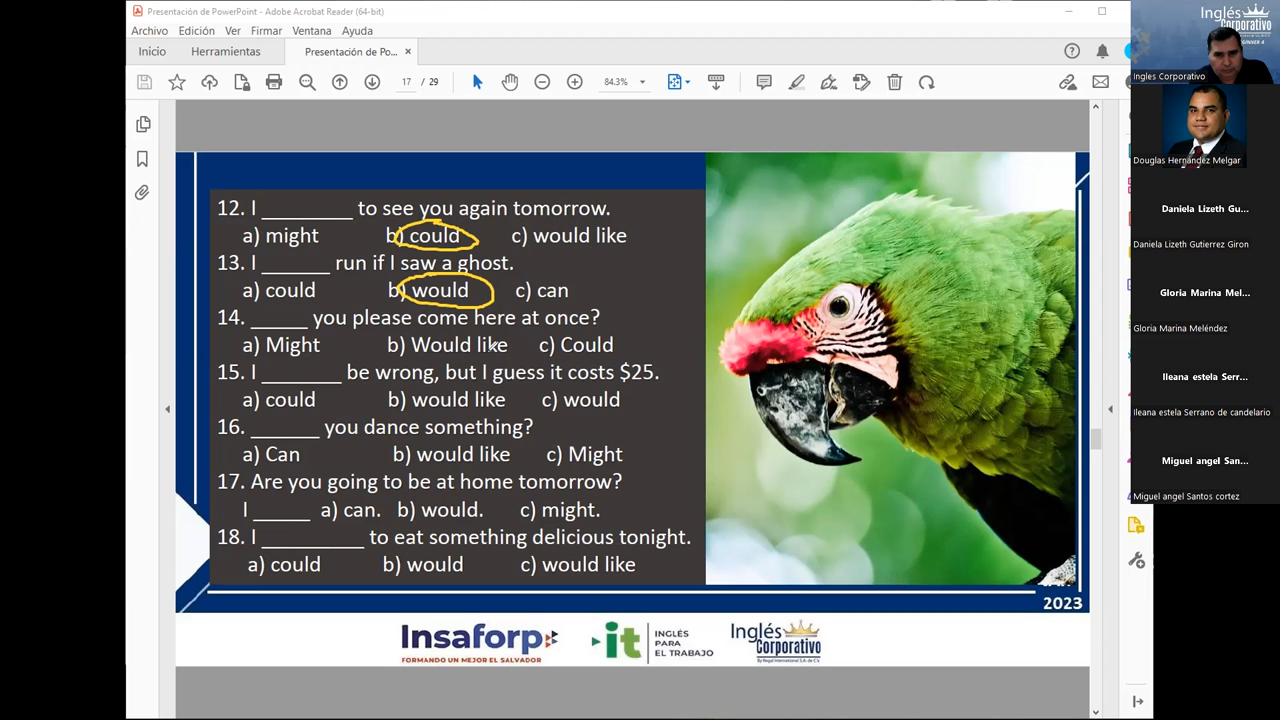 Presentación de PowerPoint - Adobe Acrobat Reader (64-bit)
Archivo Edición Ver Firmar Ventana Ayuda
Inicio Herramientas Presentación de Po... ×
17 / 29 84.3%
12. I ________ to see you again tomorrow.
a) might b) could c) would like
13. I ______ run if I saw a ghost.
a) could b) would c) can
14. _____ you please come here at once?
a) Might b) Would like c) Could
15. I _______ be wrong, but I guess it costs $25.
a) could b) would like c) would
16. ______ you dance something?
a) Can b) would like c) Might
17. Are you going to be at home tomorrow?
I _____ a) can. b) would. c) might.
18. I _________ to eat something delicious tonight.
a) could b) would c) would like
2023
Insaforp
FORMANDO UN MEJOR EL SALVADOR
it
INGLÉS
PARA
EL TRABAJO
Inglés
Corporativo
Inglés
Corporativo
Ingles Corporativo
Douglas Hernández Melgar
Daniela Lizeth Gu...
Daniela Lizeth Gutierrez Giron
Gloria Marina Mel...
Gloria Marina Meléndez
Ileana estela Serr...
Ileana estela Serrano de candelario
Miguel angel San...
Miguel angel Santos cortez